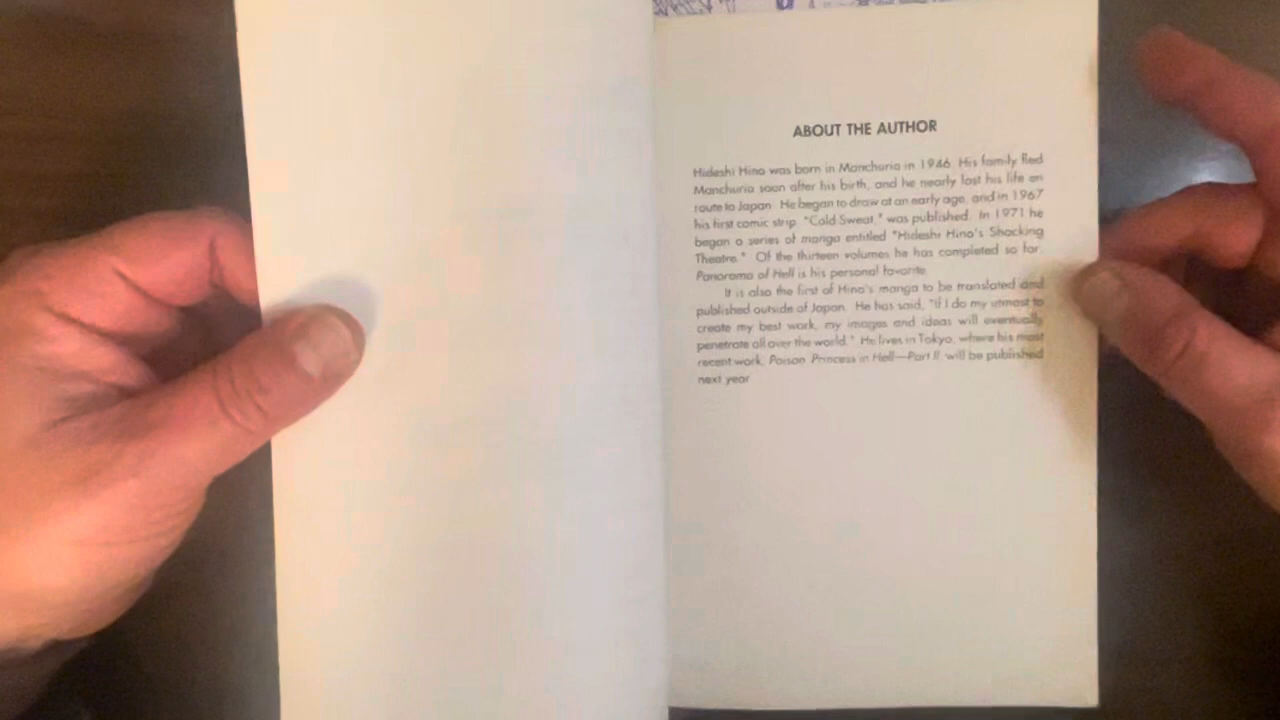 ABOUT THE AUTHOR
Hideshi Hino was born in Manchuria in 1946. His family fled
Manchuria soon after his birth, and he nearly lost his life en
route to Japan. He began to draw at an early age, and in 1967
his first comic strip, "Cold Sweat," was published. In 1971 he
began a series of manga entitled "Hideshi Hino's Shocking
Theatre." Of the thirteen volumes he has completed so far,
Panorama of Hell is his personal favorite.
It is also the first of Hino's manga to be translated and
published outside of Japan. He has said, "If I do my utmost to
create my best work, my images and ideas will eventually
penetrate all over the world." He lives in Tokyo, where his most
recent work, Poison Princess in Hell—Part II, will be published
next year.